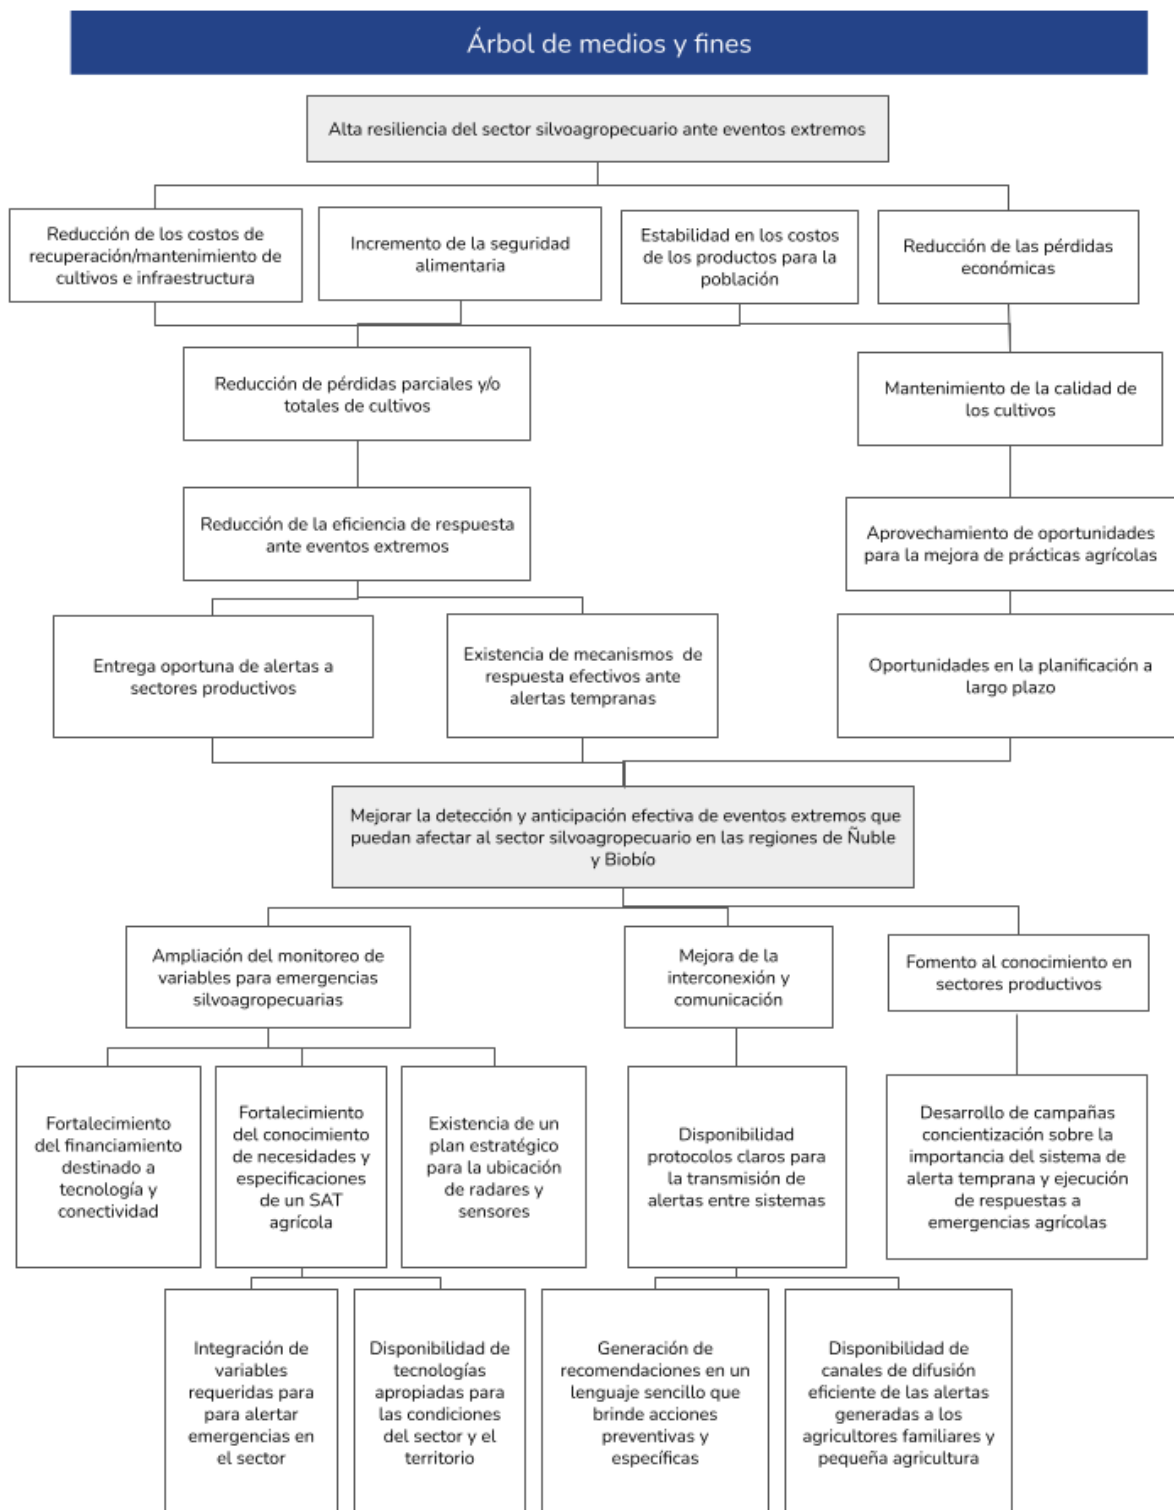 Árbol de medios y fines
Alta resiliencia del sector silvoagropecuario ante eventos extremos
Reducción de los costos de
recuperación/mantenimiento de
cultivos e infraestructura
Incremento de la seguridad
alimentaria
Estabilidad en los costos
de los productos para la
población
Reducción de las pérdidas
económicas
Reducción de pérdidas parciales y/o
totales de cultivos
Mantenimiento de la calidad de
los cultivos
Reducción de la eficiencia de respuesta
ante eventos extremos
Aprovechamiento de oportunidades
para la mejora de prácticas agrícolas
Entrega oportuna de alertas a
sectores productivos
Existencia de mecanismos de
respuesta efectivos ante
alertas tempranas
Oportunidades en la planificación a
largo plazo
Mejorar la detección y anticipación efectiva de eventos extremos que
puedan afectar al sector silvoagropecuario en las regiones de Ñuble
y Biobío
Ampliación del monitoreo de
variables para emergencias
silvoagropecuarias
Mejora de la
interconexión y
comunicación
Fomento al conocimiento en
sectores productivos
Fortalecimiento
del financiamiento
destinado a
tecnología y
conectividad
Fortalecimiento
del conocimiento
de necesidades y
especificaciones
de un SAT
agrícola
Existencia de un
plan estratégico
para la ubicación
de radares y
sensores
Disponibilidad
protocolos claros para
la transmisión de
alertas entre sistemas
Desarrollo de campañas
concientización sobre la
importancia del sistema de
alerta temprana y ejecución
de respuestas a
emergencias agrícolas
Integración de
variables
requeridas para
para alertar
emergencias en
el sector
Disponibilidad de
tecnologías
apropiadas para
las condiciones
del sector y el
territorio
Generación de
recomendaciones en un
lenguaje sencillo que
brinde acciones
preventivas y
específicas
Disponibilidad de
canales de difusión
eficiente de las alertas
generadas a los
agricultores familiares y
pequeña agricultura